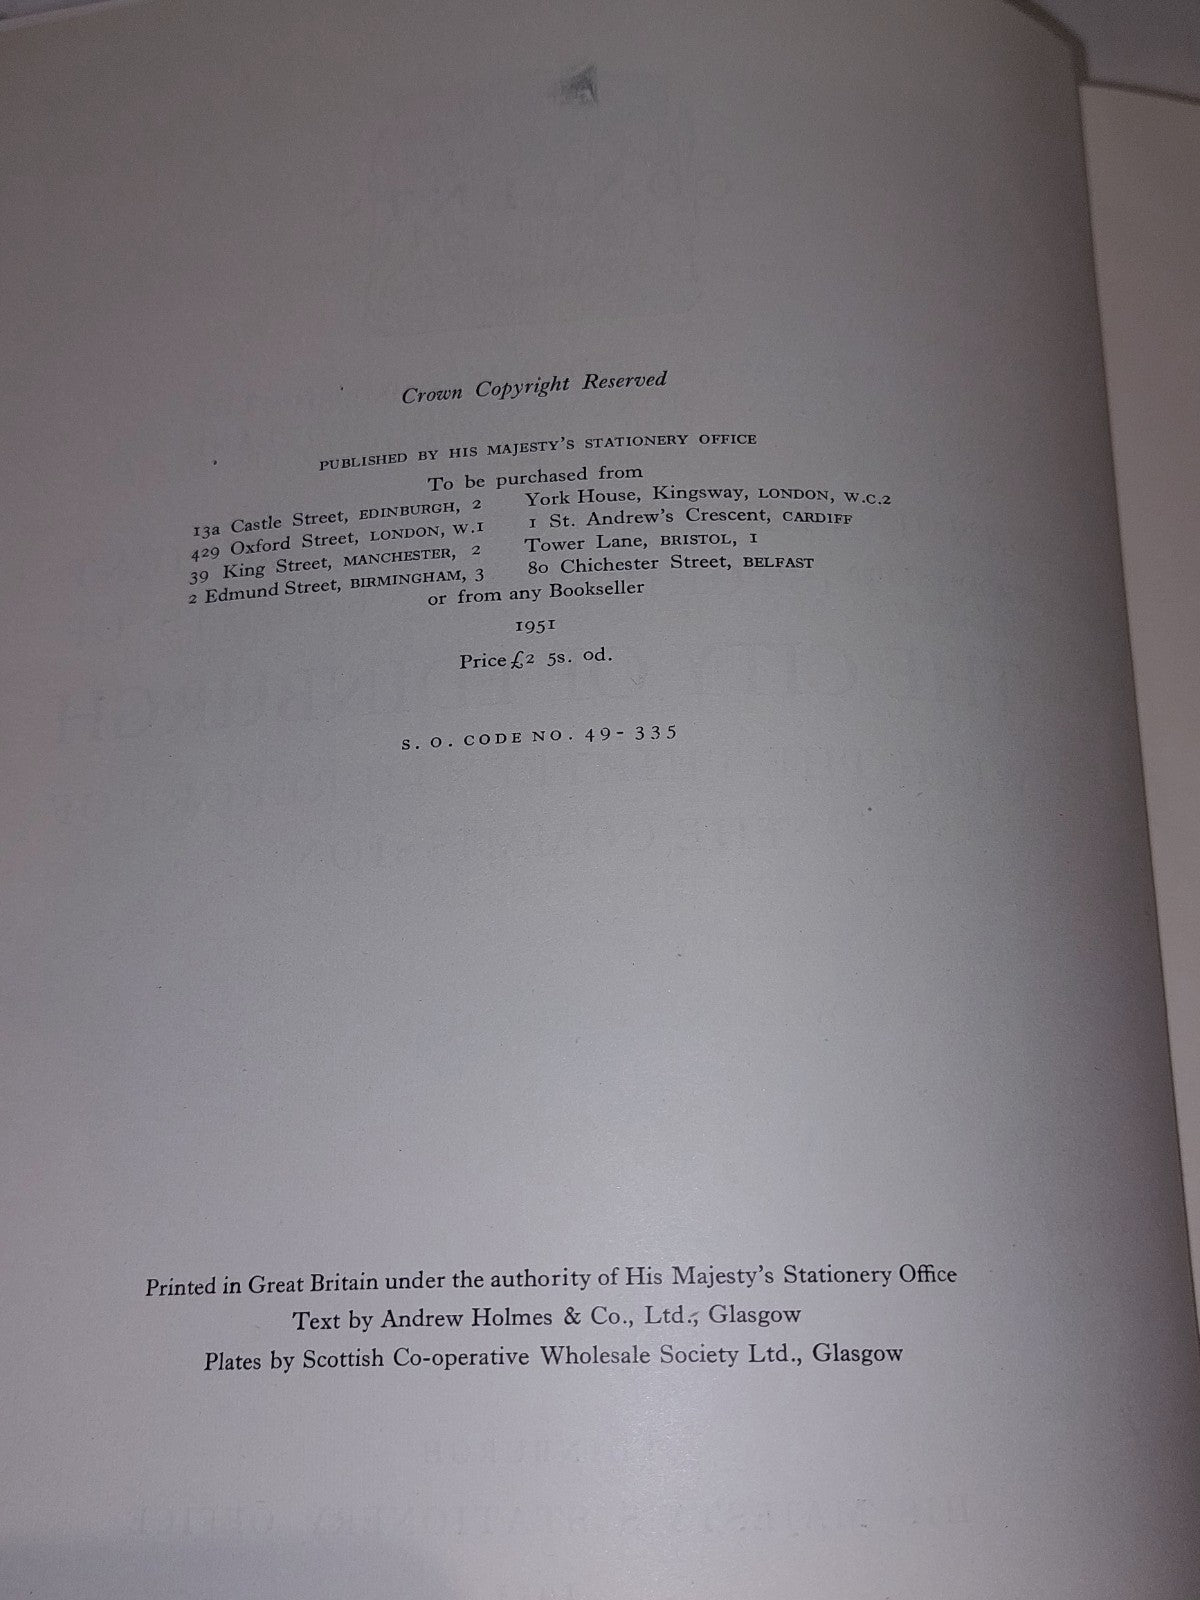 Crown Copyright Reserved
PUBLISHED BY HIS MAJESTY'S STATIONERY OFFICE
To be purchased from
13a Castle Street, EDINBURGH, 2 York House, Kingsway, LONDON, W.C.2
429 Oxford Street, LONDON, W.1 1 St. Andrew's Crescent, CARDIFF
39 King Street, MANCHESTER, 2 Tower Lane, BRISTOL, 1
2 Edmund Street, BIRMINGHAM, 3 80 Chichester Street, BELFAST
or from any Bookseller
1951
Price £2 5s. od.
S. O. CODE NO. 49-335
Printed in Great Britain under the authority of His Majesty's Stationery Office
Text by Andrew Holmes & Co., Ltd., Glasgow
Plates by Scottish Co-operative Wholesale Society Ltd., Glasgow